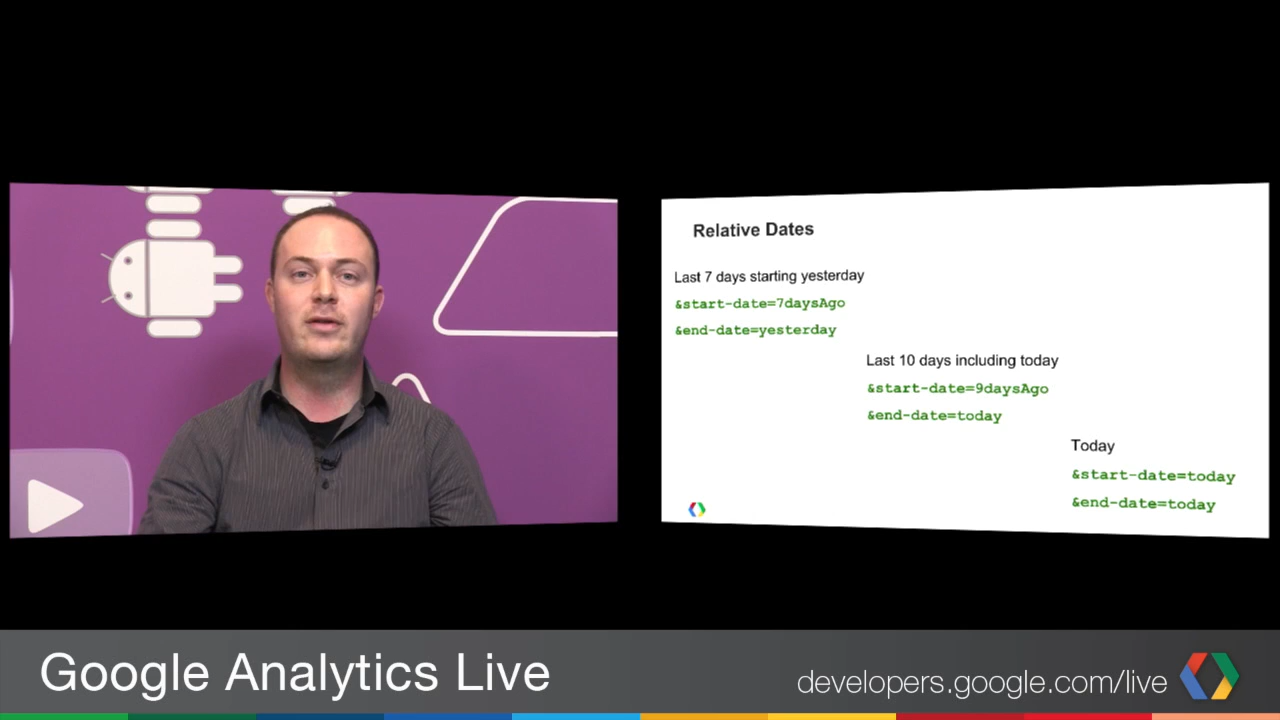 Relative Dates
Last 7 days starting yesterday
&start-date=7daysAgo
&end-date=yesterday
Last 10 days including today
&start-date=9daysAgo
&end-date=today
Today
&start-date=today
&end-date=today
Google Analytics Live
developers.google.com/live